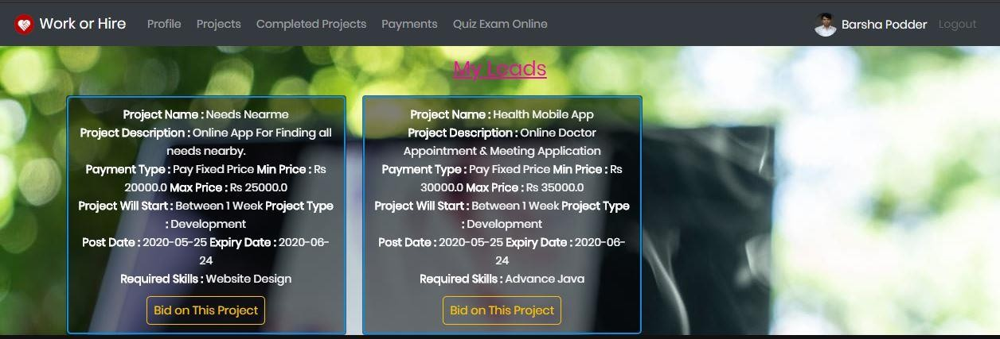 Work or Hire Profile Projects Completed Projects Payments Quiz Exam Online Barsha Podder Logout
My Leads
Project Name : Needs Nearme
Project Description : Online App For Finding all
needs nearby.
Payment Type : Pay Fixed Price Min Price : Rs
20000.0 Max Price : Rs 25000.0
Project Will Start : Between 1 Week Project Type
: Development
Post Date : 2020-05-25 Expiry Date : 2020-06-
24
Required Skills : Website Design
Bid on This Project
Project Name : Health Mobile App
Project Description : Online Doctor
Appointment & Meeting Application
Payment Type : Pay Fixed Price Min Price : Rs
30000.0 Max Price : Rs 35000.0
Project Will Start : Between 1 Week Project Type
: Development
Post Date : 2020-05-25 Expiry Date : 2020-06-
24
Required Skills : Advance Java
Bid on This Project